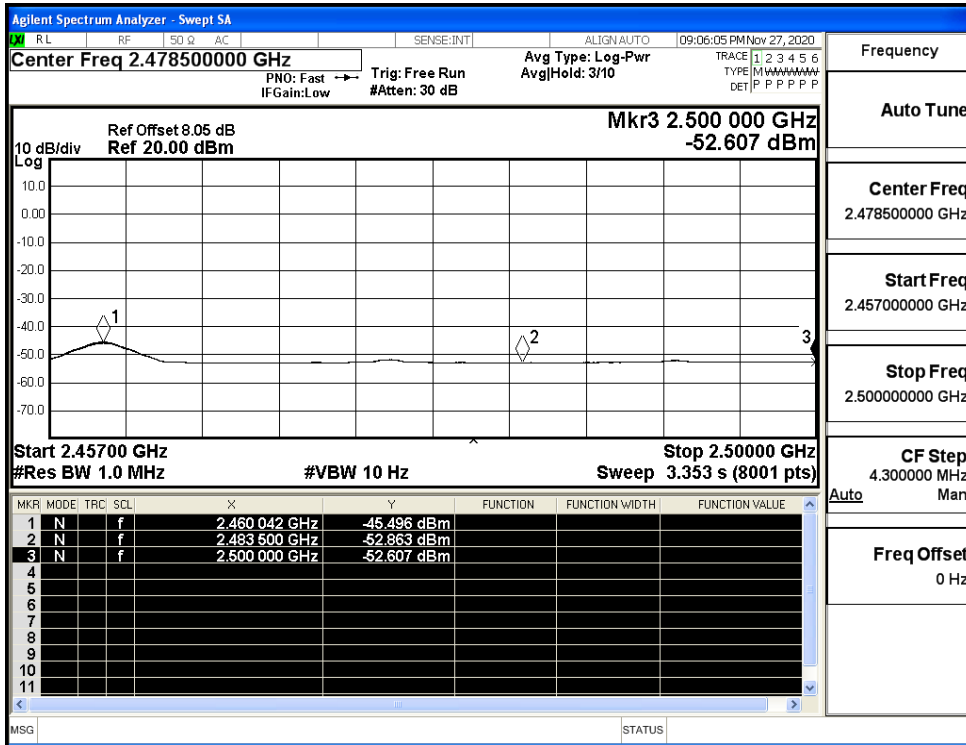 Agilent Spectrum Analyzer - Swept SA
LXI RL RF 50 Ω AC SENSE:INT ALIGN AUTO 09:06:05 PM Nov 27, 2020
Center Freq 2.478500000 GHz
PNO: Fast
IFGain:Low
Trig: Free Run
#Atten: 30 dB
Avg Type: Log-Pwr
Avg|Hold: 3/10
TRACE 1 2 3 4 5 6
TYPE M WWWWW
DET P P P P P P
Ref Offset 8.05 dB
10 dB/div Ref 20.00 dBm
Log
Mkr3 2.500 000 GHz
-52.607 dBm
10.0
0.00
-10.0
-20.0
-30.0
-40.0
-50.0
-60.0
-70.0
1
2
3
Start 2.45700 GHz Stop 2.50000 GHz
#Res BW 1.0 MHz #VBW 10 Hz Sweep 3.353 s (8001 pts)
MKR MODE TRC SCL X Y FUNCTION FUNCTION WIDTH FUNCTION VALUE
1 N f 2.460 042 GHz -45.496 dBm
2 N f 2.483 500 GHz -52.863 dBm
3 N f 2.500 000 GHz -52.607 dBm
4
5
6
7
8
9
10
11
MSG STATUS
Frequency
Auto Tune
Center Freq
2.478500000 GHz
Start Freq
2.457000000 GHz
Stop Freq
2.500000000 GHz
CF Step
4.300000 MHz
Auto Man
Freq Offset
0 Hz